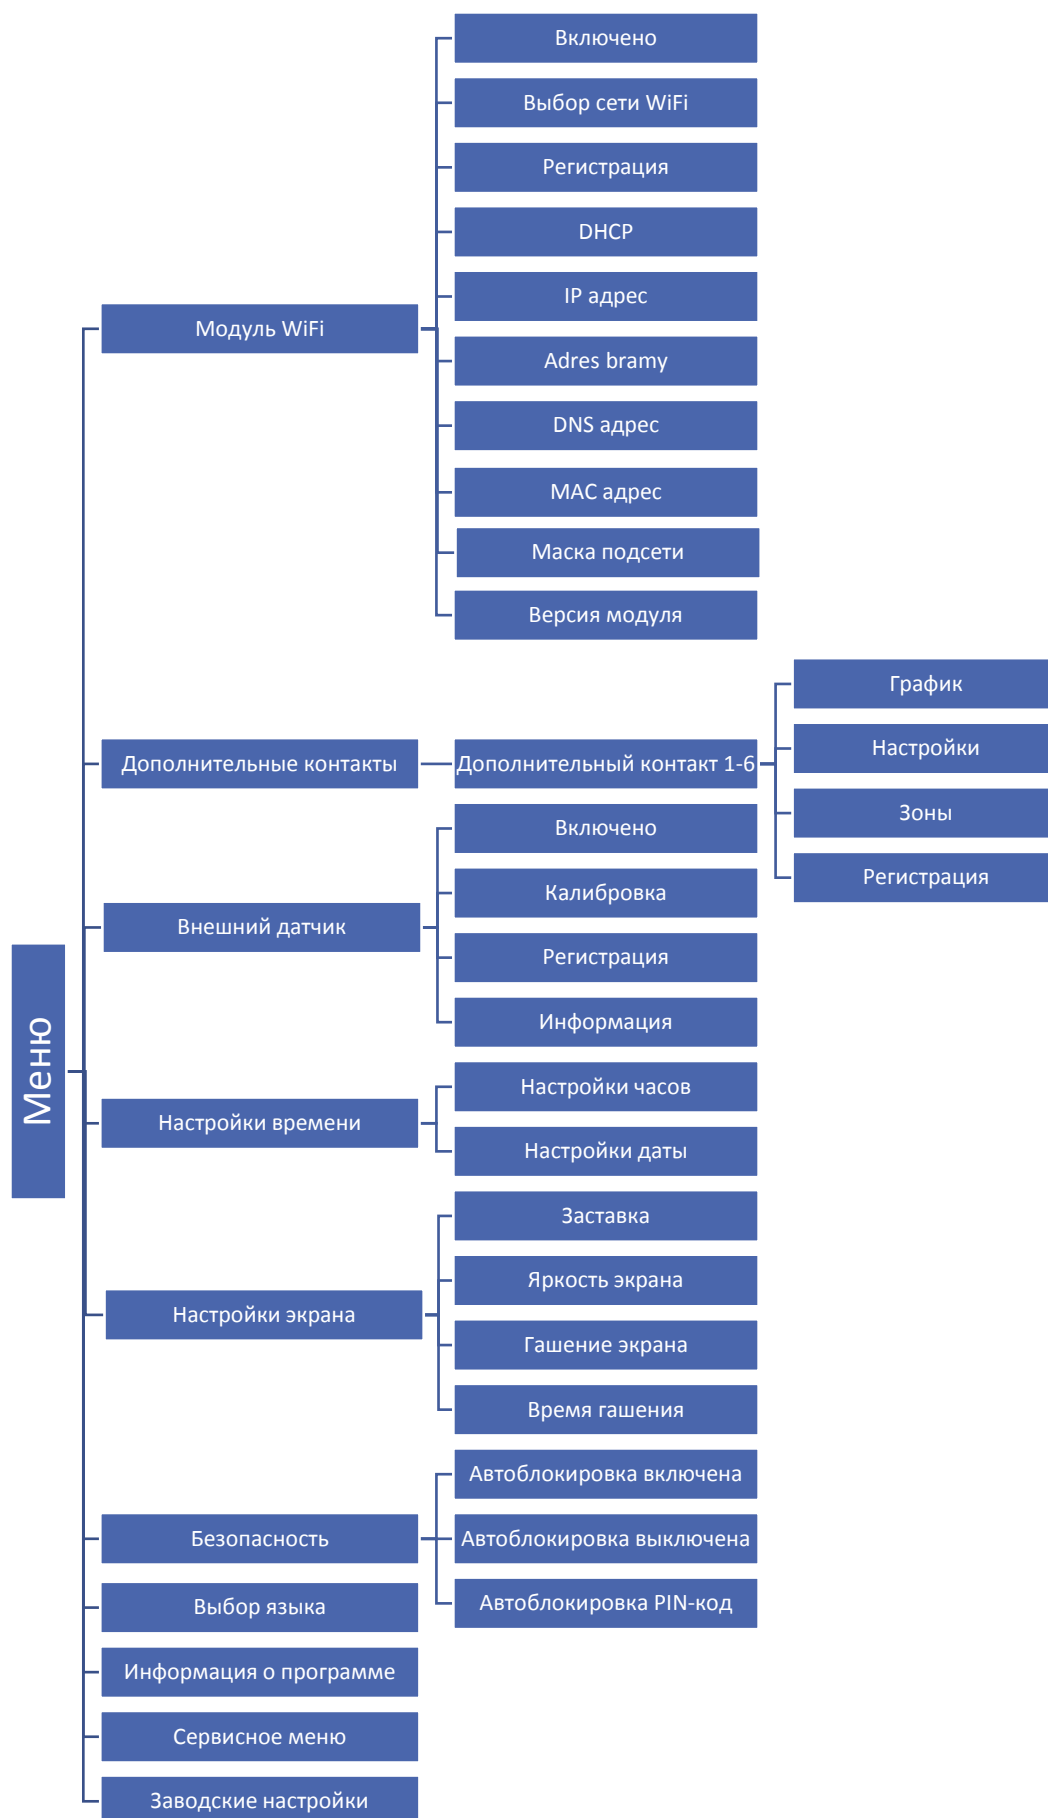 Меню
Модуль WiFi
Включено
Выбор сети WiFi
Регистрация
DHCP
IP адрес
Adres bramy
DNS адрес
MAC адрес
Маска подсети
Версия модуля
Дополнительные контакты
Дополнительный контакт 1-6
График
Настройки
Зоны
Регистрация
Внешний датчик
Включено
Калибровка
Регистрация
Информация
Настройки времени
Настройки часов
Настройки даты
Настройки экрана
Заставка
Яркость экрана
Гашение экрана
Время гашения
Безопасность
Автоблокировка включена
Автоблокировка выключена
Автоблокировка PIN-код
Выбор языка
Информация о программе
Сервисное меню
Заводские настройки